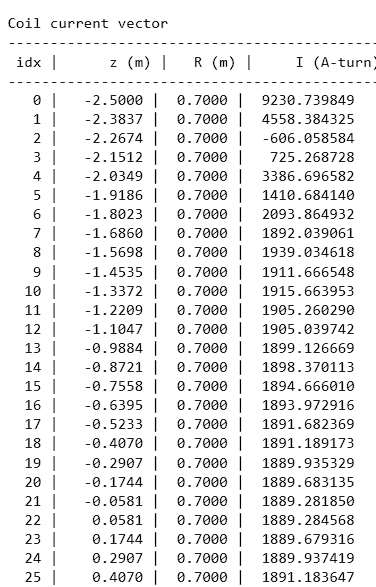 Coil current vector
--------------------------------------------
idx | z (m) | R (m) | I (A-turn)
--------------------------------------------
0 | -2.5000 | 0.7000 | 9230.739849
1 | -2.3837 | 0.7000 | 4558.384325
2 | -2.2674 | 0.7000 | -606.058584
3 | -2.1512 | 0.7000 | 725.268728
4 | -2.0349 | 0.7000 | 3386.696582
5 | -1.9186 | 0.7000 | 1410.684140
6 | -1.8023 | 0.7000 | 2093.864932
7 | -1.6860 | 0.7000 | 1892.039061
8 | -1.5698 | 0.7000 | 1939.034618
9 | -1.4535 | 0.7000 | 1911.666548
10 | -1.3372 | 0.7000 | 1915.663953
11 | -1.2209 | 0.7000 | 1905.260290
12 | -1.1047 | 0.7000 | 1905.039742
13 | -0.9884 | 0.7000 | 1899.126669
14 | -0.8721 | 0.7000 | 1898.370113
15 | -0.7558 | 0.7000 | 1894.666010
16 | -0.6395 | 0.7000 | 1893.972916
17 | -0.5233 | 0.7000 | 1891.682369
18 | -0.4070 | 0.7000 | 1891.189173
19 | -0.2907 | 0.7000 | 1889.935329
20 | -0.1744 | 0.7000 | 1889.683135
21 | -0.0581 | 0.7000 | 1889.281850
22 | 0.0581 | 0.7000 | 1889.284568
23 | 0.1744 | 0.7000 | 1889.679316
24 | 0.2907 | 0.7000 | 1889.937419
25 | 0.4070 | 0.7000 | 1891.183647